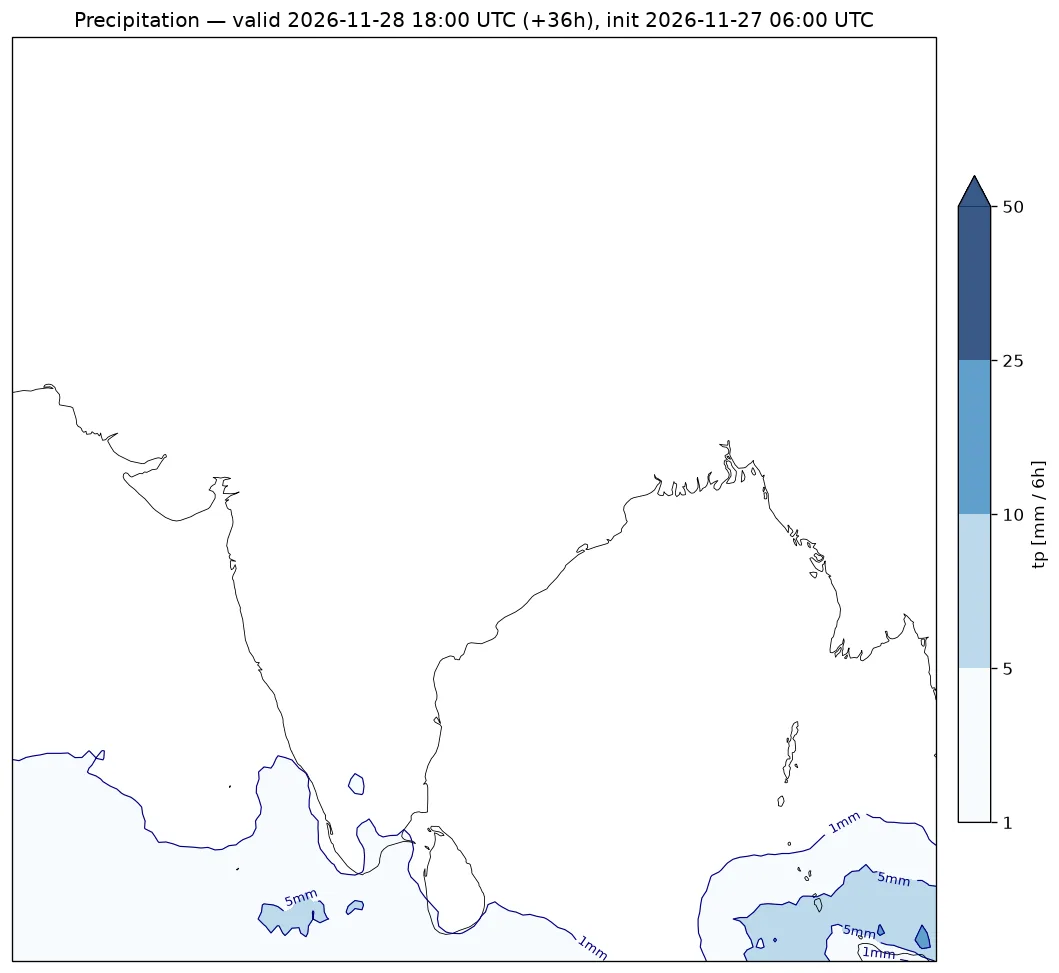 Precipitation — valid 2026-11-28 18:00 UTC (+36h), init 2026-11-27 06:00 UTC
50
25
10
5
1
tp [mm / 6h]
1mm
5mm
5mm
5mm
1mm
1mm